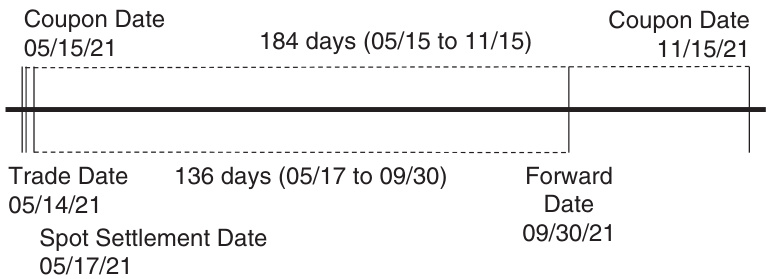 Coupon Date
05/15/21
184 days (05/15 to 11/15)
Coupon Date
11/15/21
Trade Date
05/14/21
136 days (05/17 to 09/30)
Forward
Date
09/30/21
Spot Settlement Date
05/17/21